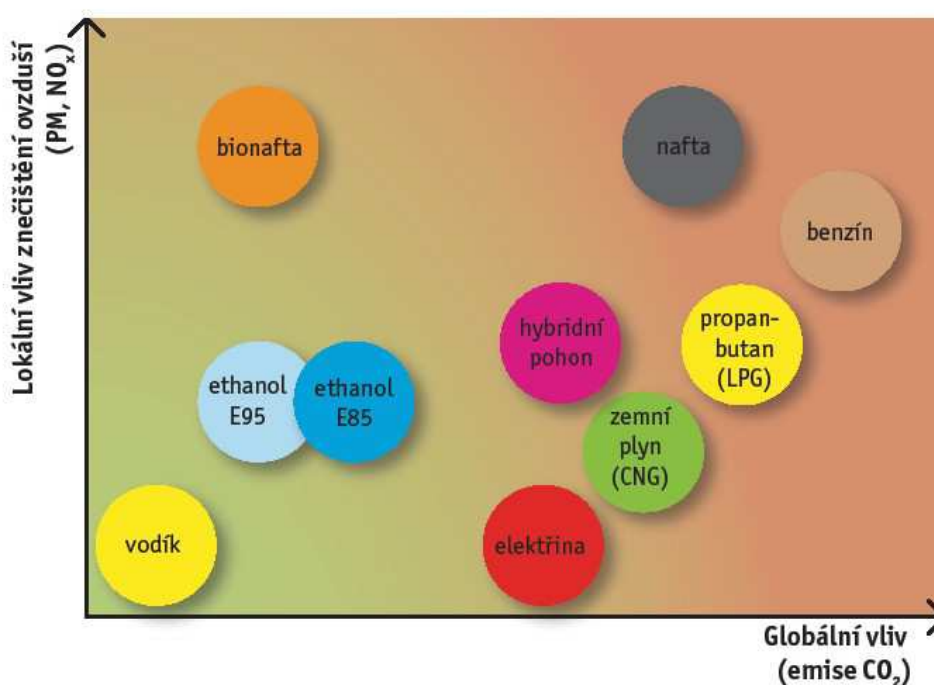 Lokální vliv znečištění ovzduší
(PM, NOₓ)
bionafta
nafta
benzín
hybridní
pohon
propan-
butan
(LPG)
ethanol
E95
ethanol
E85
zemní
plyn
(CNG)
vodík
elektřina
Globální vliv
(emise CO₂)